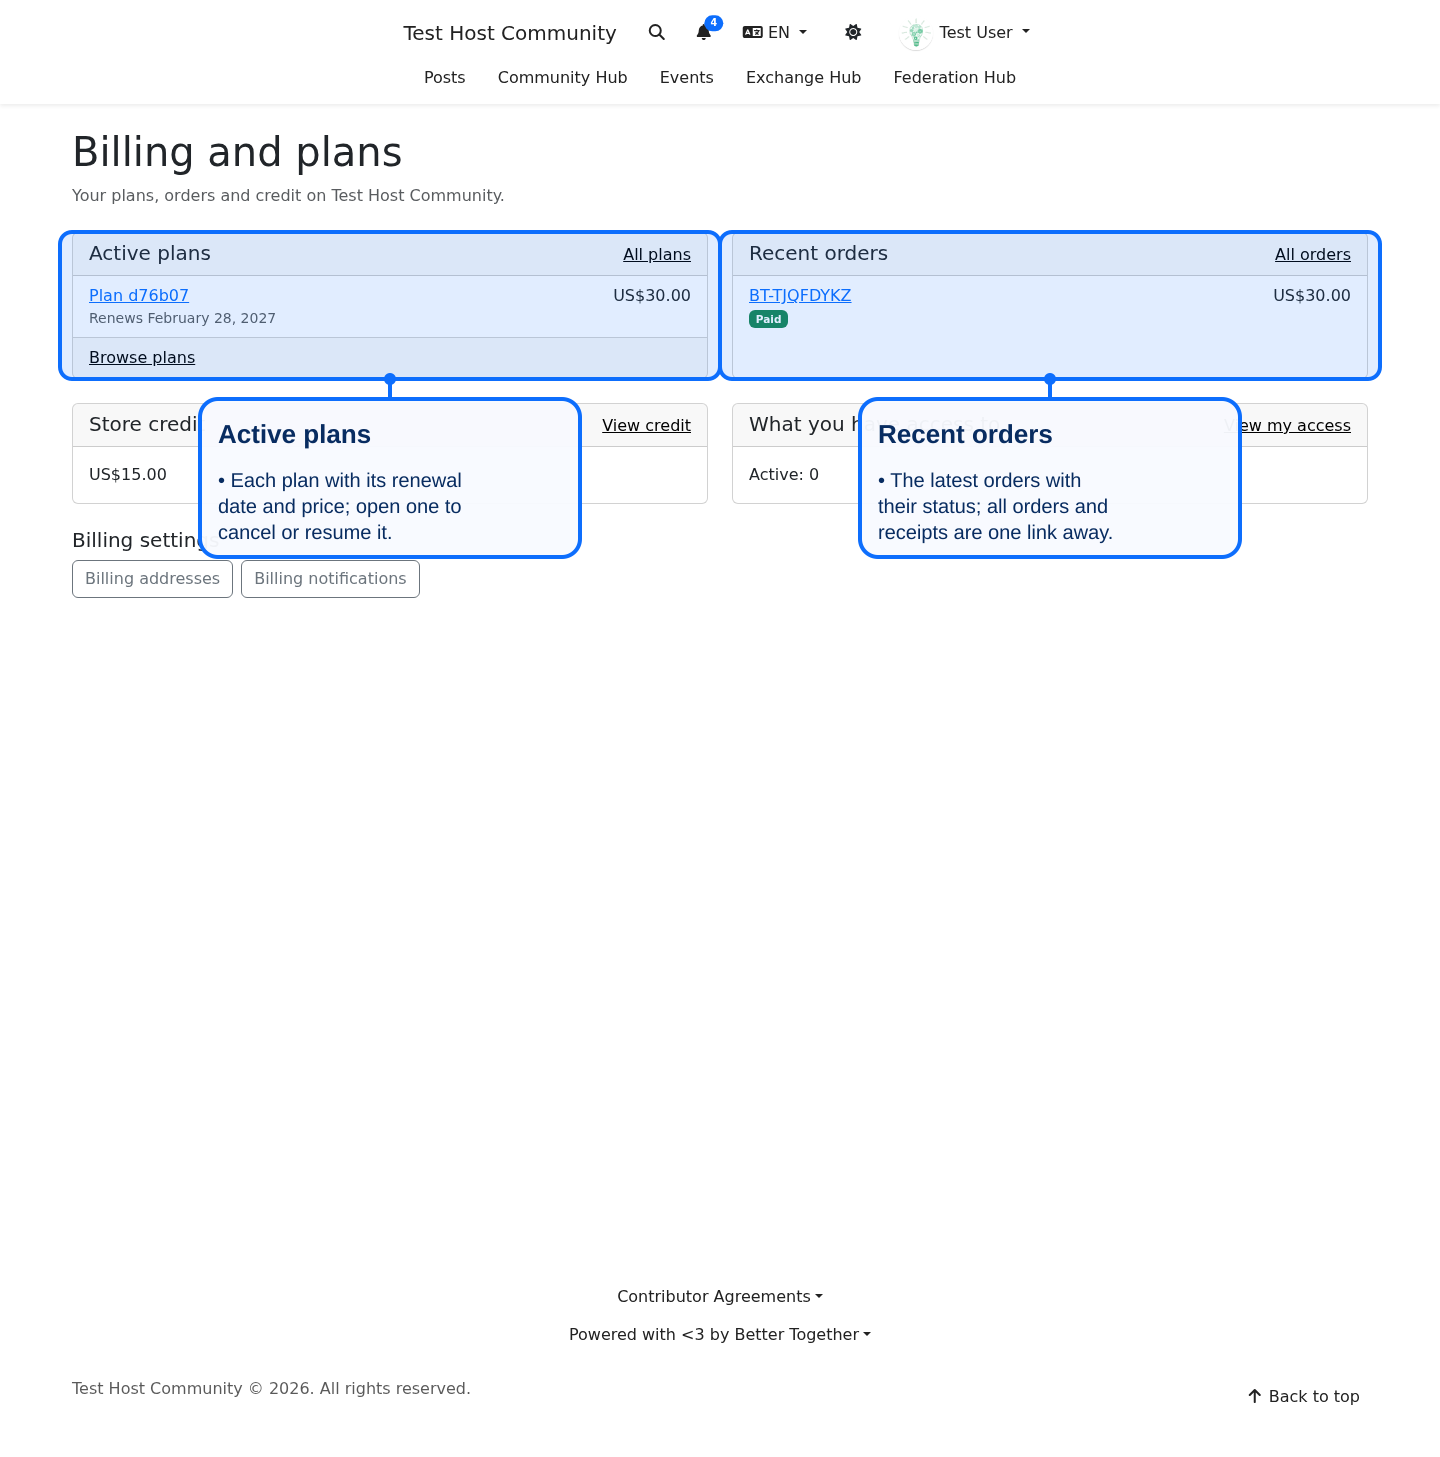 Test Host Community
4
EN
Test User
Posts
Community Hub
Events
Exchange Hub
Federation Hub
Billing and plans
Your plans, orders and credit on Test Host Community.
Active plans
All plans
Plan d76b07
US$30.00
Renews February 28, 2027
Browse plans
Recent orders
All orders
BT-TJQFDYKZ
US$30.00
Paid
Store credi
View credit
US$15.00
Active plans
• Each plan with its renewal
date and price; open one to
cancel or resume it.
What you h
View my access
Active: 0
Recent orders
• The latest orders with
their status; all orders and
receipts are one link away.
Billing settings
Billing addresses
Billing notifications
Contributor Agreements
Powered with <3 by Better Together
Test Host Community © 2026. All rights reserved.
Back to top